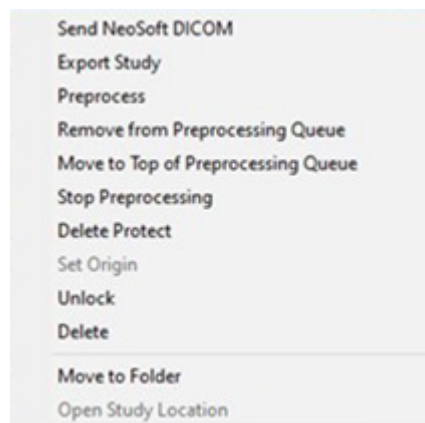 Send NeoSoft DICOM
Export Study
Preprocess
Remove from Preprocessing Queue
Move to Top of Preprocessing Queue
Stop Preprocessing
Delete Protect
Set Origin
Unlock
Delete
Move to Folder
Open Study Location